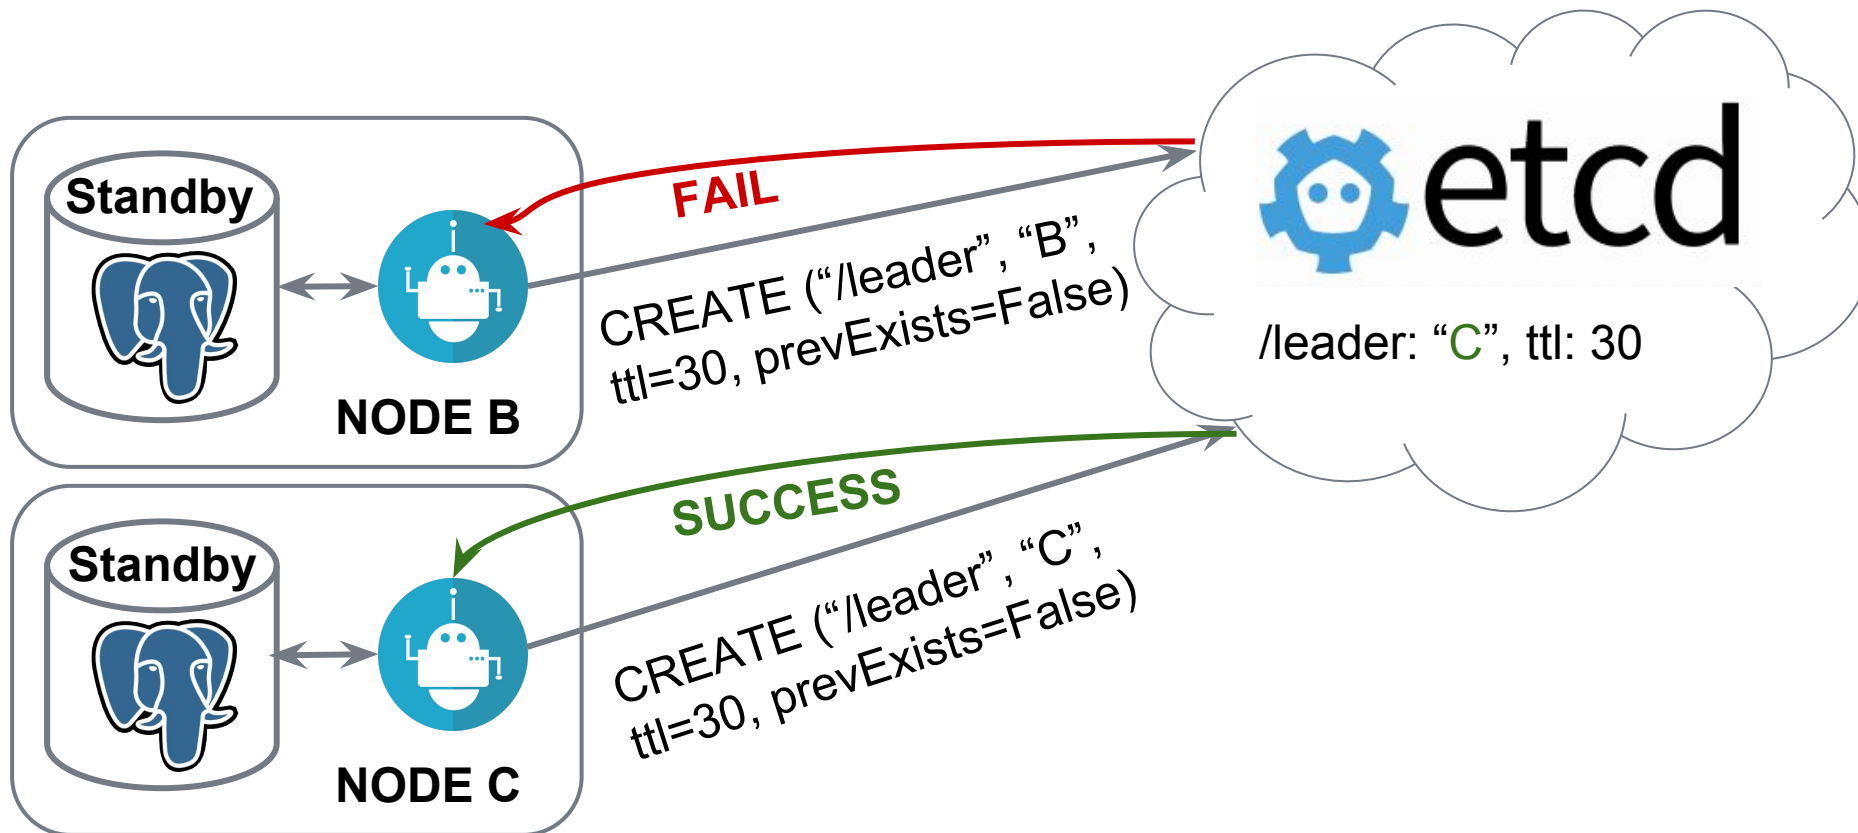 Standby
NODE B
FAIL
CREATE (“/leader”, “B”,
ttl=30, prevExists=False)
etcd
/leader: “C”, ttl: 30
Standby
NODE C
SUCCESS
CREATE (“/leader”, “C”,
ttl=30, prevExists=False)